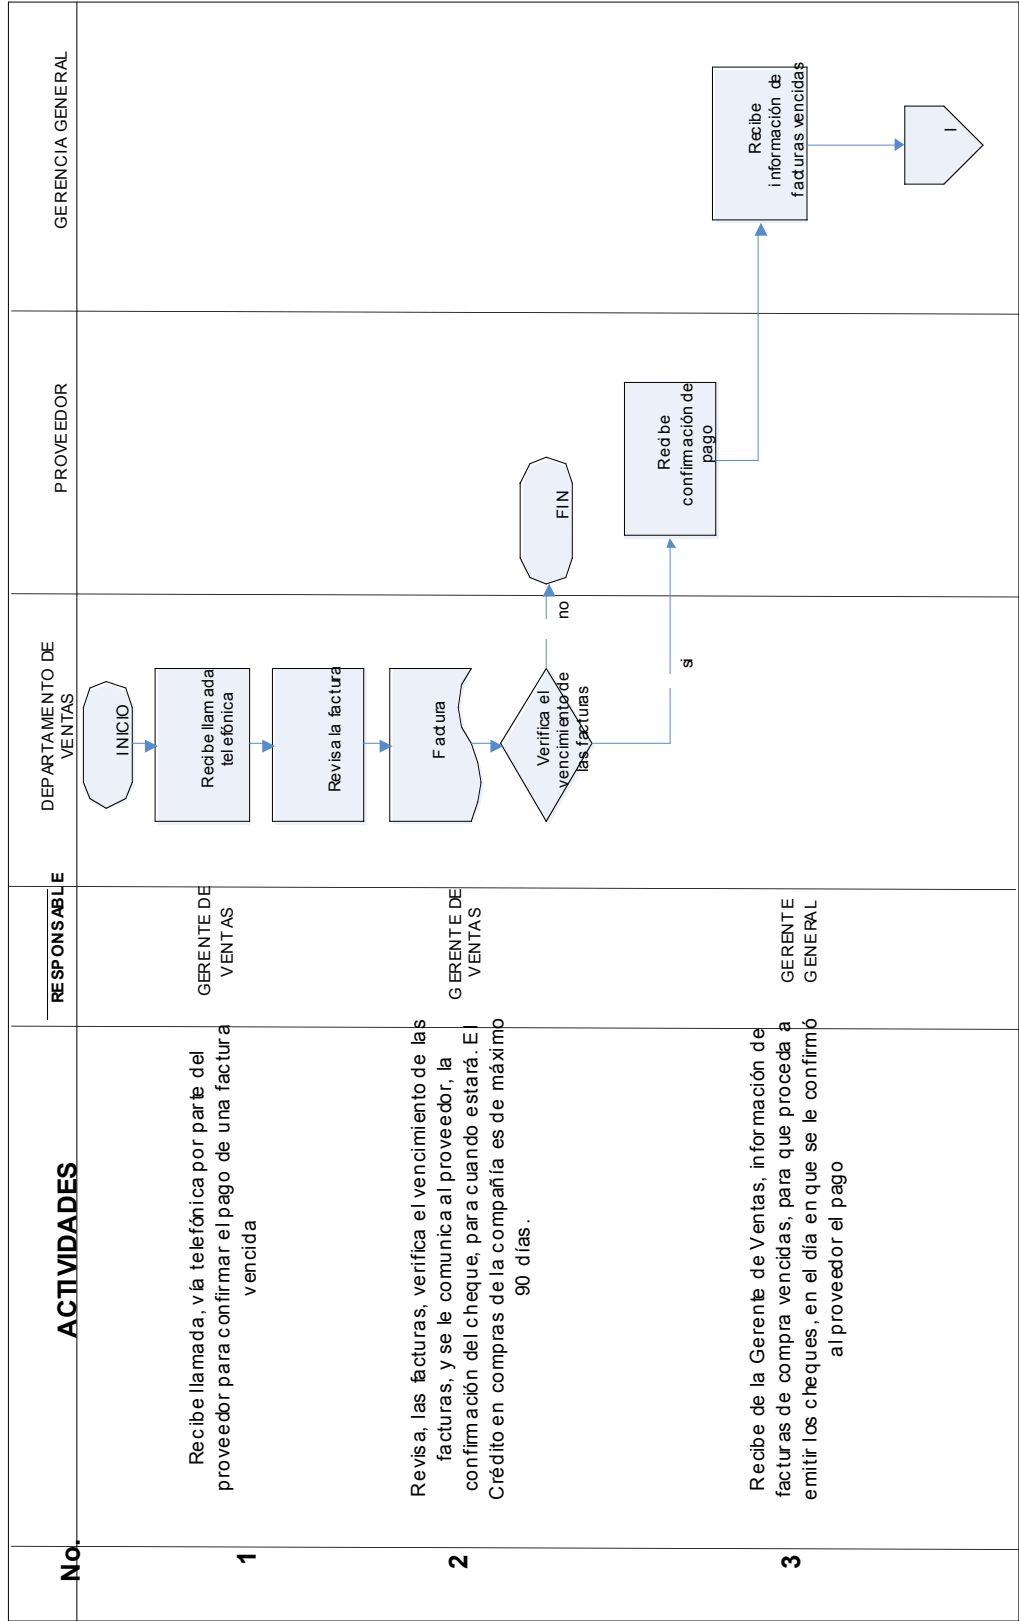 No.
ACTIVIDADES
RESPONSABLE
DEPARTAMENTO DE
VENTAS
PROVEEDOR
GERENCIA GENERAL
1
Recibe llamada, vía telefónica por parte del
proveedor para confirmar el pago de una factura
vencida
GERENTE DE
VENTAS
2
Revisa, las facturas, verifica el vencimiento de las
facturas, y se le comunica al proveedor, la
confirmación del cheque, para cuando estará. El
Crédito en compras de la compañía es de máximo
90 días.
GERENTE DE
VENTAS
3
Recibe de la Gerente de Ventas, información de
facturas de compra vencidas, para que proceda a
emitir los cheques, en el día en que se le confirmó
al proveedor el pago
GERENTE
GENERAL
INICIO
Recibe llamada
telefónica
Revisa la factura
Factura
Verifica el
vencimiento de
las facturas
no
FIN
si
Recibe
confirmación de
pago
Recibe
información de
facturas vencidas
I